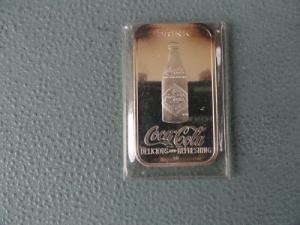 DRINK
Coca-Cola
DELICIOUS AND REFRESHING